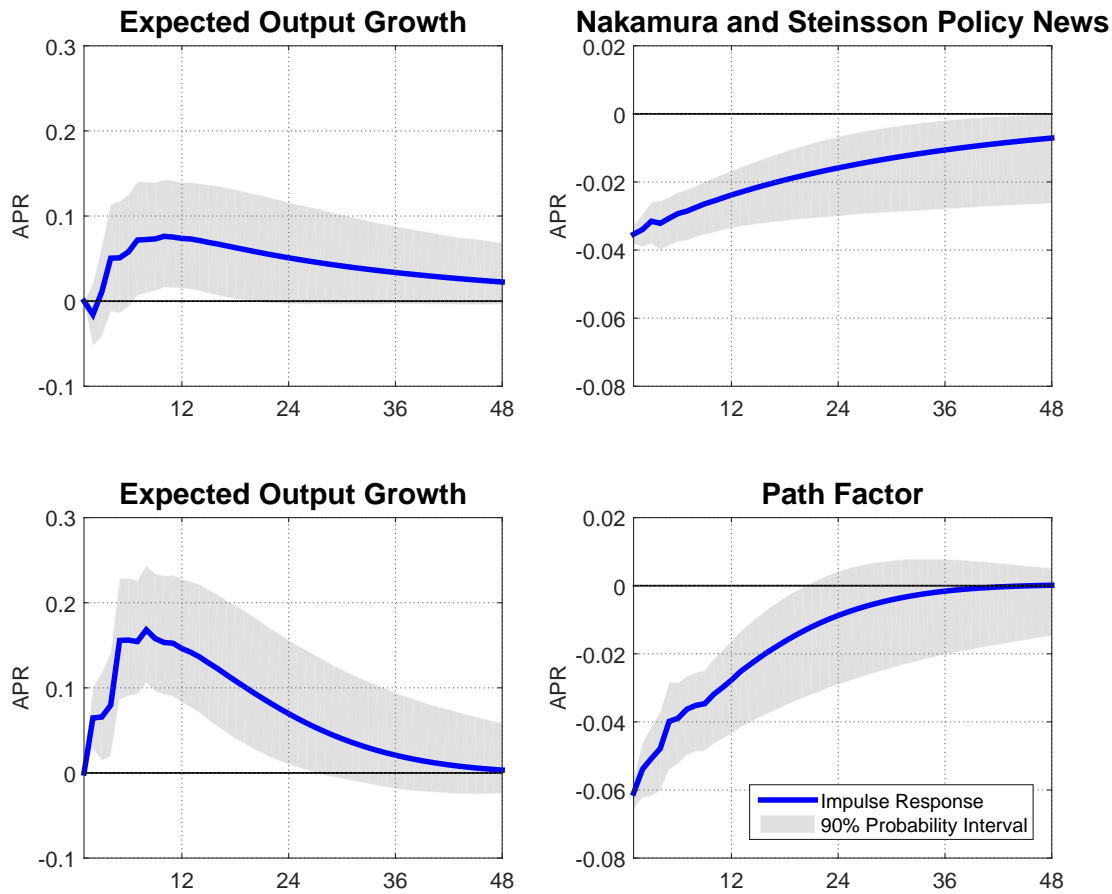 Expected Output Growth
0.3
0.2
0.1
0
-0.1
APR
12 24 36 48
Nakamura and Steinsson Policy News
0.02
0
-0.02
-0.04
-0.06
-0.08
APR
12 24 36 48
Expected Output Growth
0.3
0.2
0.1
0
-0.1
APR
12 24 36 48
Path Factor
0.02
0
-0.02
-0.04
-0.06
-0.08
APR
12 24 36 48
Impulse Response
90% Probability Interval